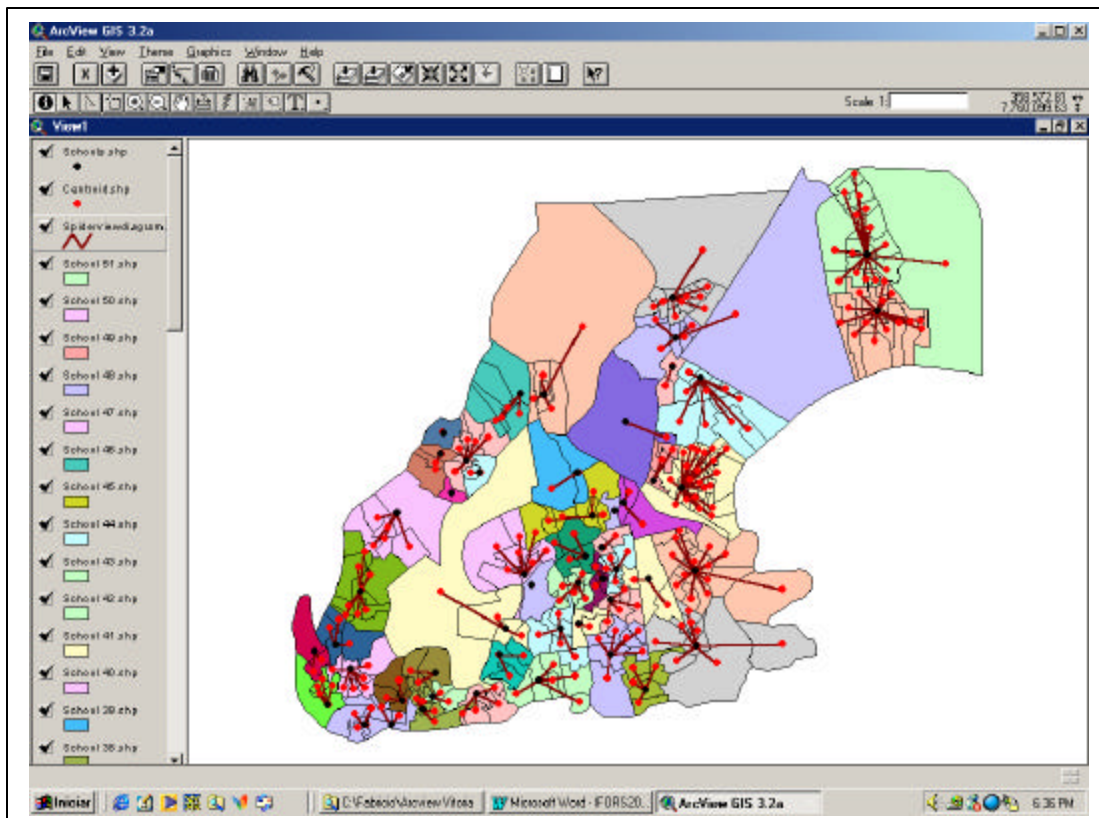 ArcView GIS 3.2a
File Edit View Theme Graphics Window Help
Scale 1:
View1
Schools.shp
School 51.shp
School 50.shp
School 49.shp
School 48.shp
School 47.shp
School 46.shp
School 45.shp
School 44.shp
School 43.shp
School 42.shp
School 41.shp
School 40.shp
School 39.shp
School 38.shp
Iniciar
C:\Fabricio\Arcview Vitoria
Microsoft Word - IFORS20...
ArcView GIS 3.2a
6:36 PM